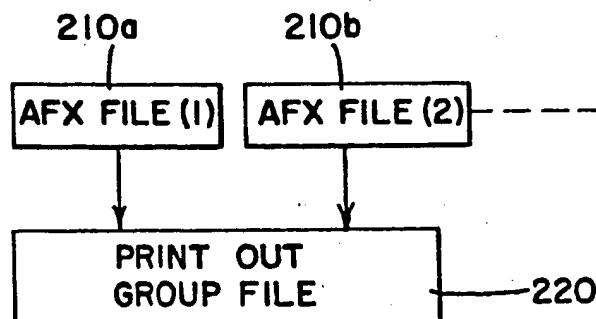 210a 210b
AFX FILE (1) AFX FILE (2)
PRINT OUT
GROUP FILE
220